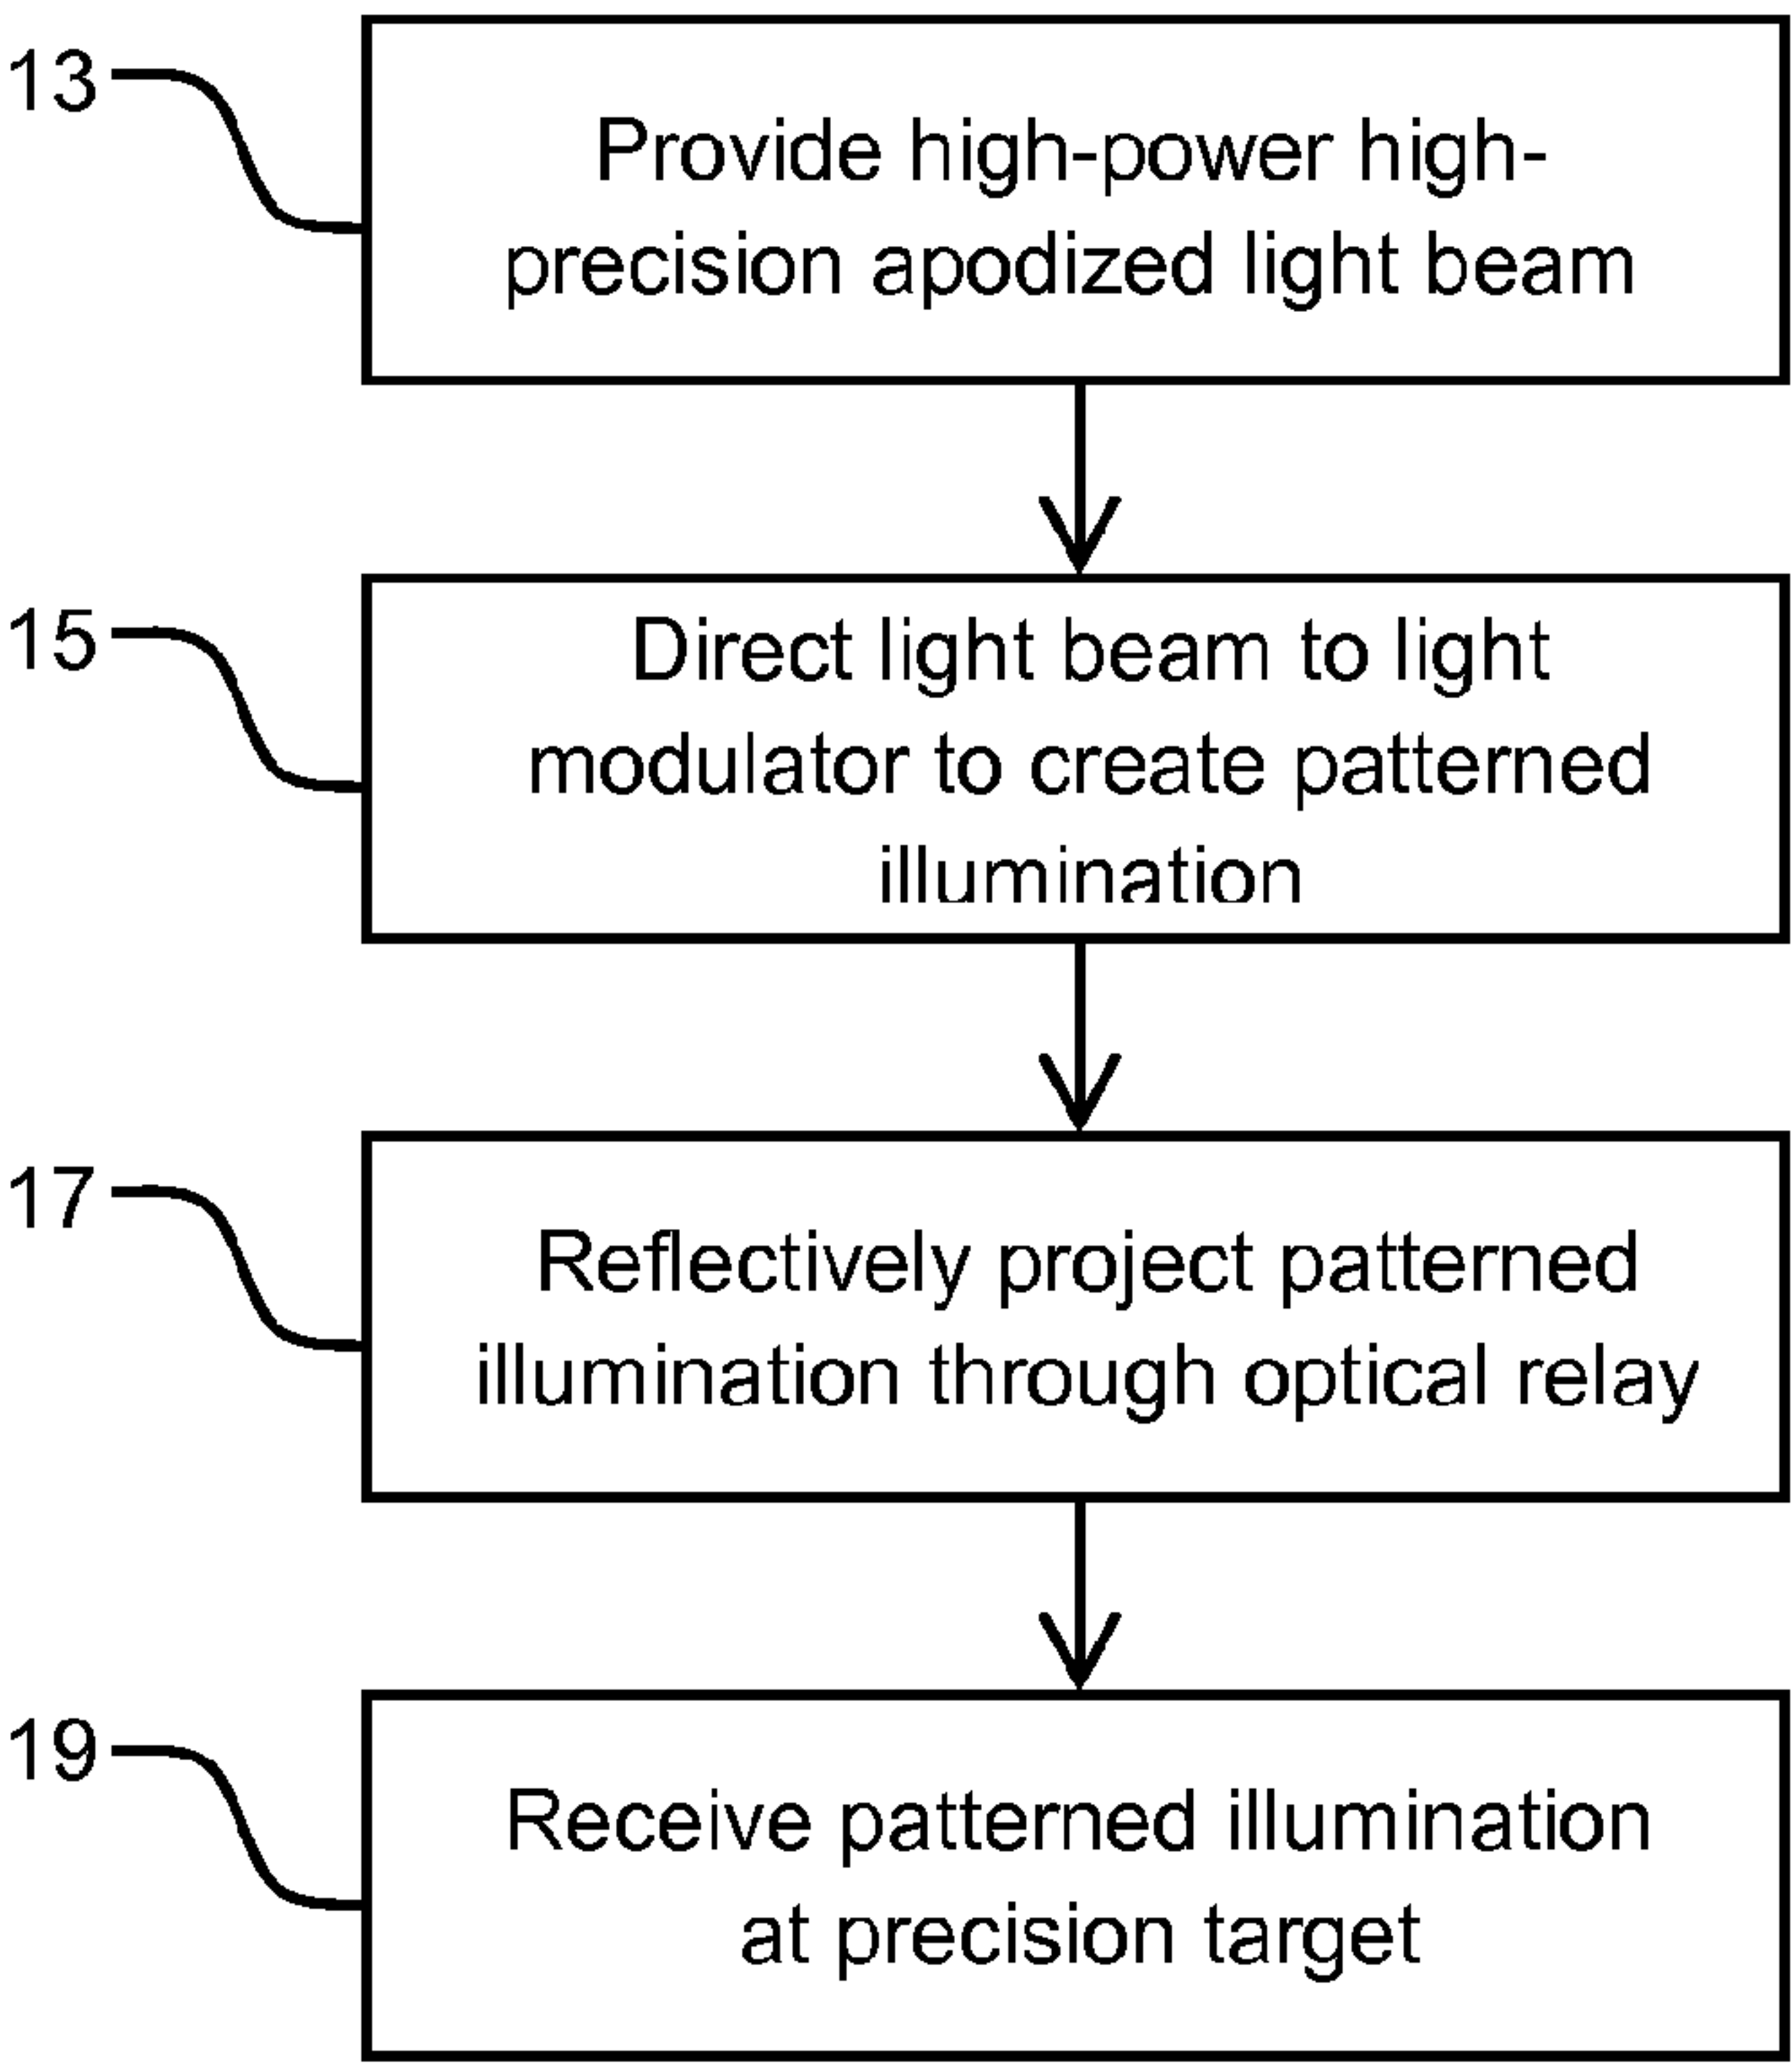 13
Provide high-power high-
precision apodized light beam
15
Direct light beam to light
modulator to create patterned
illumination
17
Reflectively project patterned
illumination through optical relay
19
Receive patterned illumination
at precision target